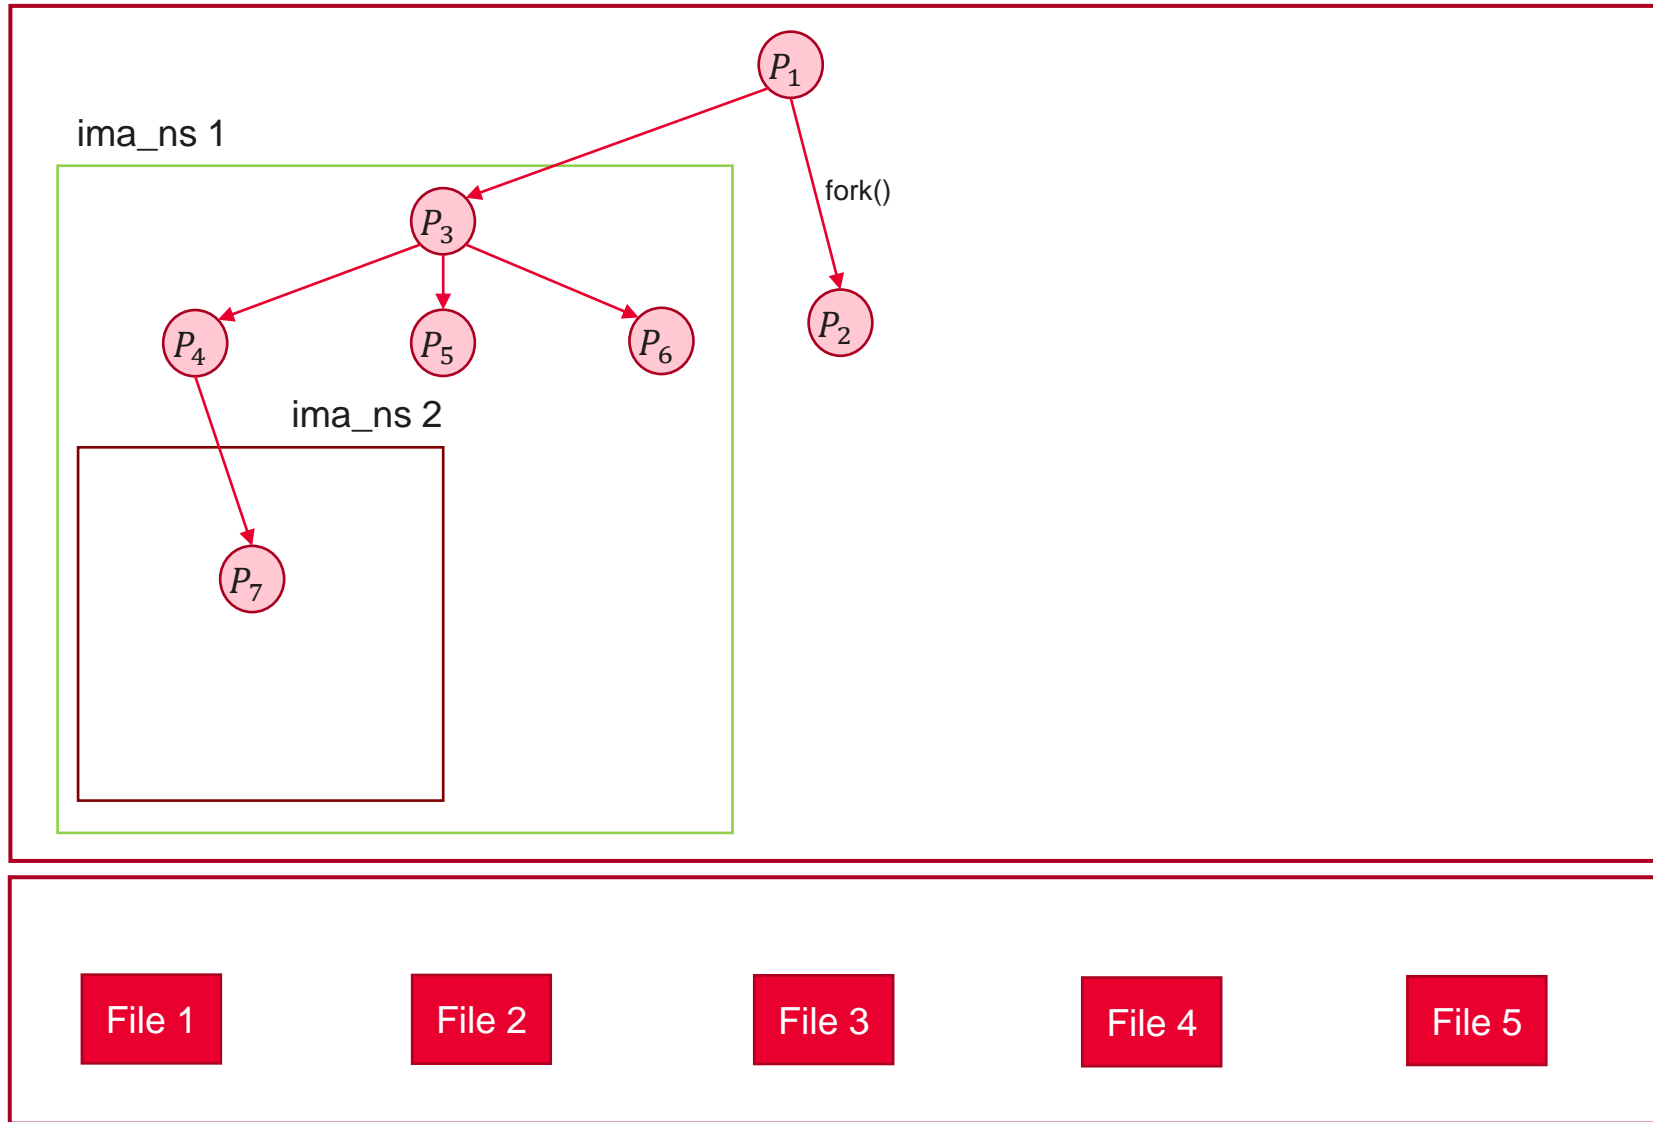 P₁
ima_ns 1
fork()
P₃
P₂
P₄
P₅
P₆
ima_ns 2
P₇
File 1
File 2
File 3
File 4
File 5